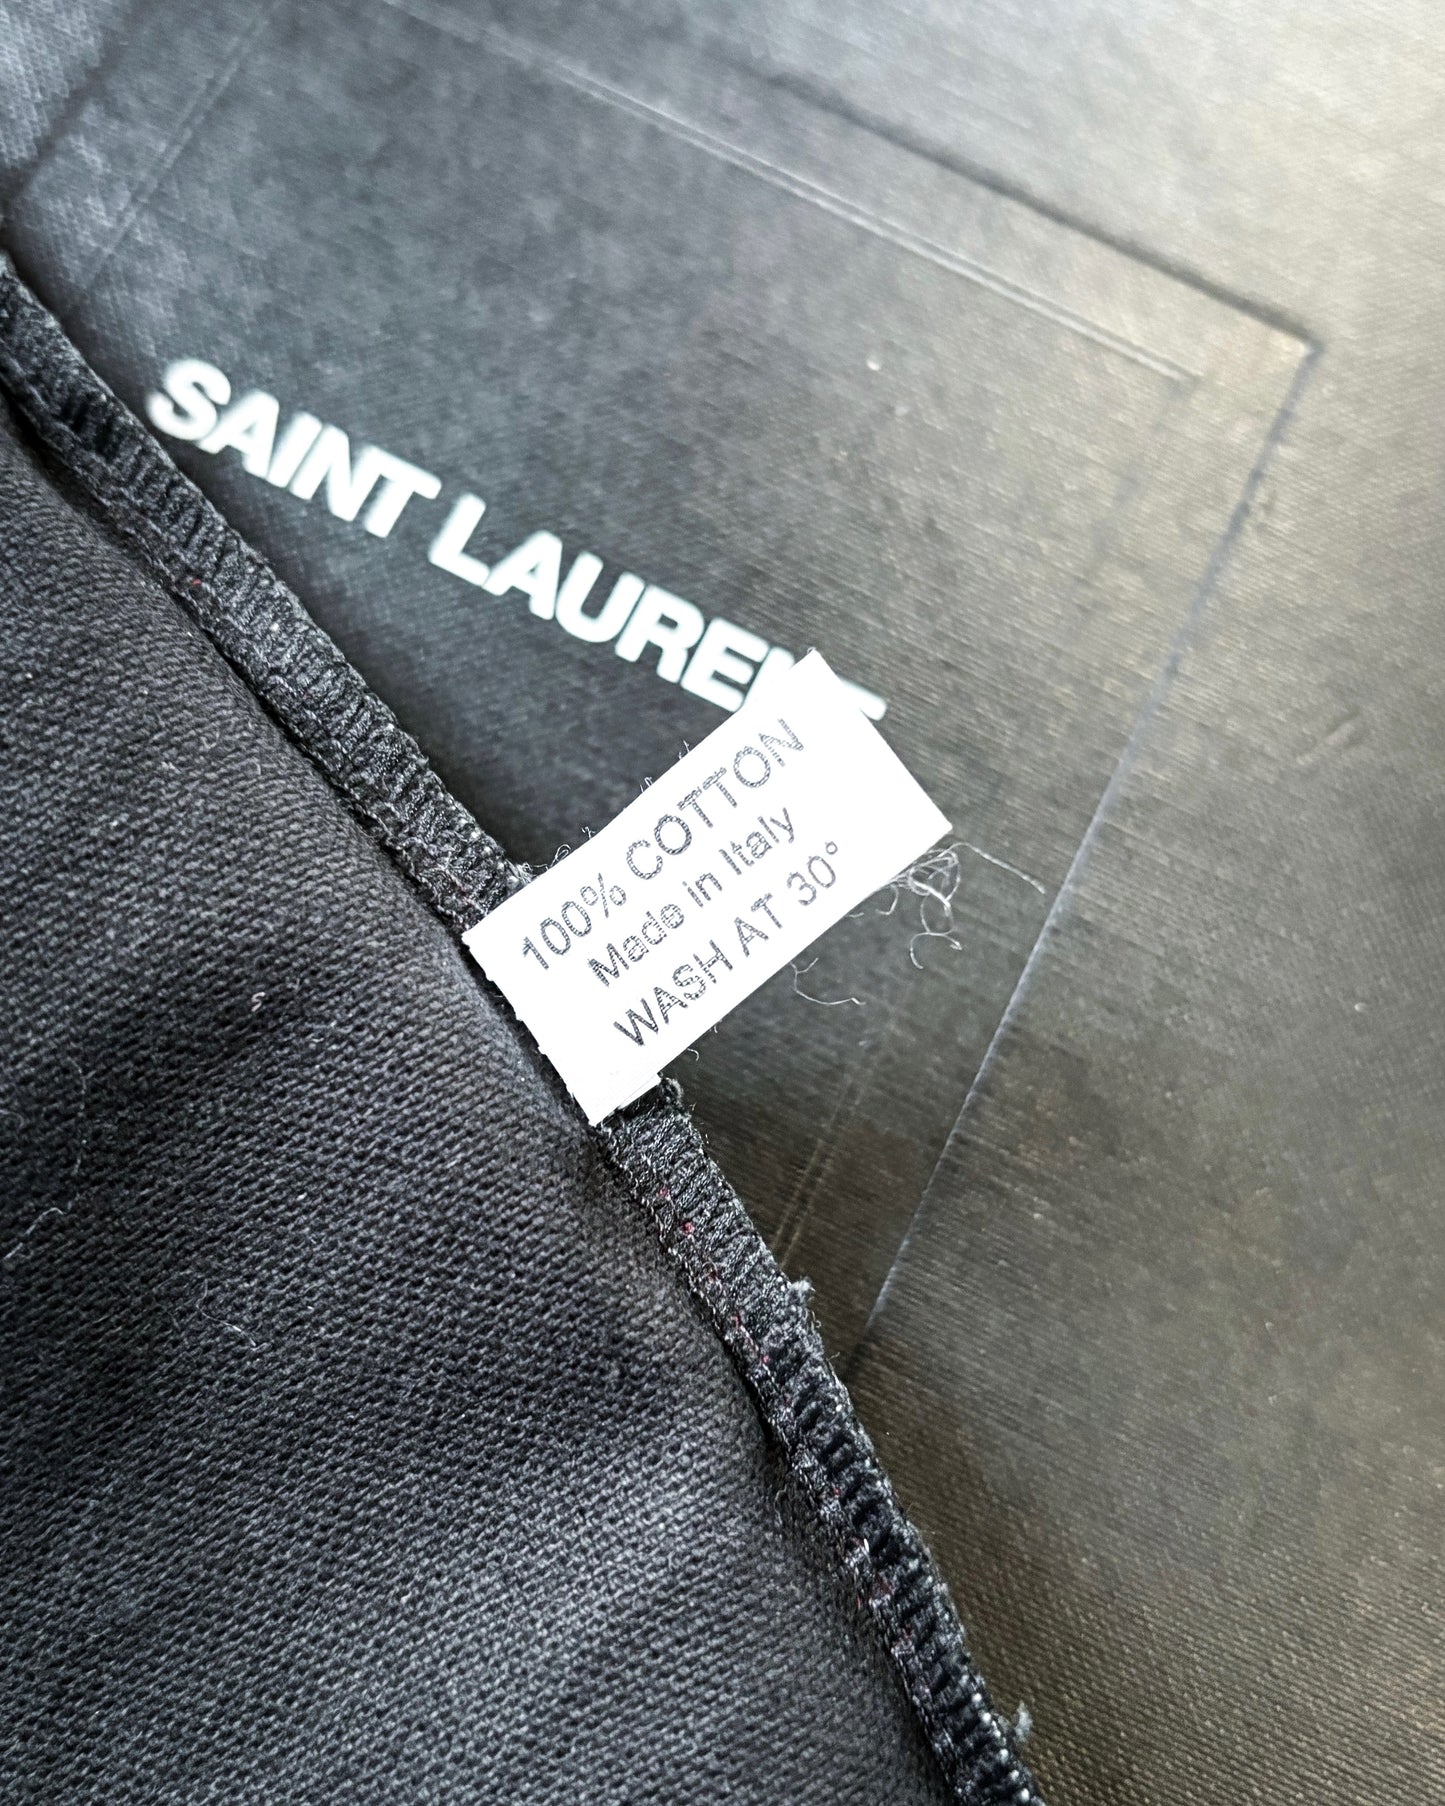 SAINT LAURENT
100% COTTON
Made in Italy
WASH AT 30°